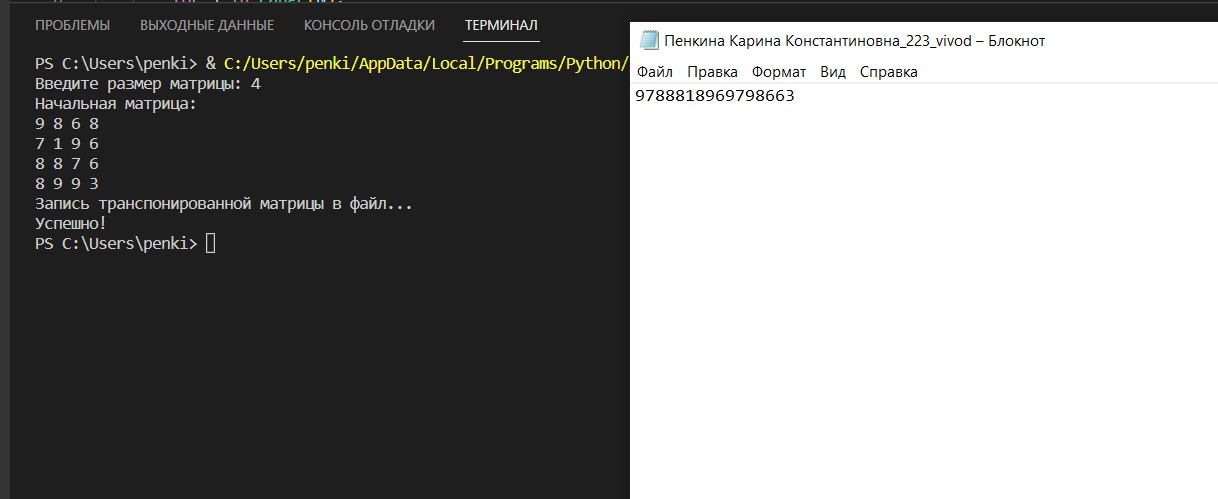 ПРОБЛЕМЫ ВЫХОДНЫЕ ДАННЫЕ КОНСОЛЬ ОТЛАДКИ ТЕРМИНАЛ
PS C:\Users\penki> & C:/Users/penki/AppData/Local/Programs/Python/
Введите размер матрицы: 4
Начальная матрица:
9 8 6 8
7 1 9 6
8 8 7 6
8 9 9 3
Запись транспонированной матрицы в файл...
Успешно!
PS C:\Users\penki>
Пенкина Карина Константиновна_223_vivod – Блокнот
Файл Правка Формат Вид Справка
9788818969798663